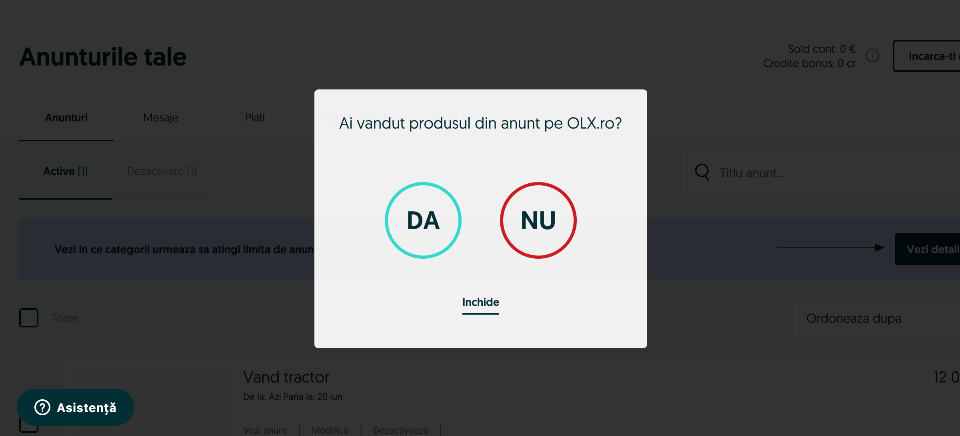 Anunturile tale
Sold cont: 0 €
Credite bonus: 0 cr
Incarca-ti
Anunturi
Mesaje
Plati
Ai vandut produsul din anunt pe OLX.ro?
Active (1)
Dezactivate (1)
Titlu anunt...
DA
NU
Vezi in ce categorii urmeaza sa atingi limita de anun
Vezi detali
Inchide
Toate
Ordoneaza dupa
Vand tractor
12 0
De la: Azi Pana la: 20 iun
Asistență
Vezi anunt
Modifica
Dezactiveaza